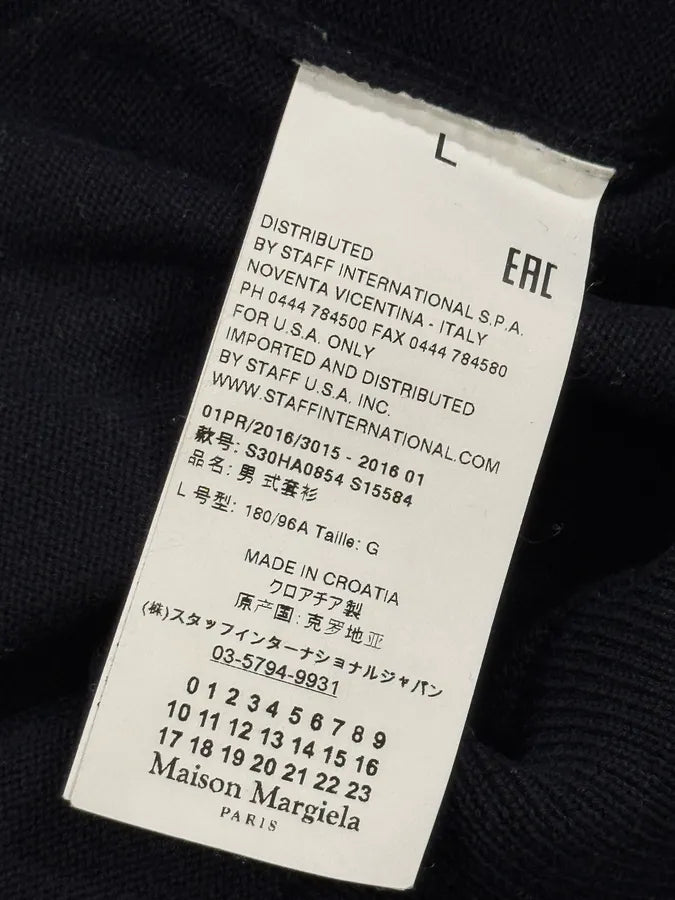 L
EAC
DISTRIBUTED
BY STAFF INTERNATIONAL S.P.A.
NOVENTA VICENTINA - ITALY
PH 0444 784500 FAX 0444 784580
FOR U.S.A. ONLY
IMPORTED AND DISTRIBUTED
BY STAFF U.S.A. INC.
WWW.STAFFINTERNATIONAL.COM
01PR/2016/3015 - 2016 01
款号: S30HA0854 S15584
品名: 男 式套衫
L 号型: 180/96A Taille: G
MADE IN CROATIA
クロアチア製
原产国: 克罗地亚
(株)スタッフインターナショナルジャパン
03-5794-9931
0 1 2 3 4 5 6 7 8 9
10 11 12 13 14 15 16
17 18 19 20 21 22 23
Maison Margiela
PARIS